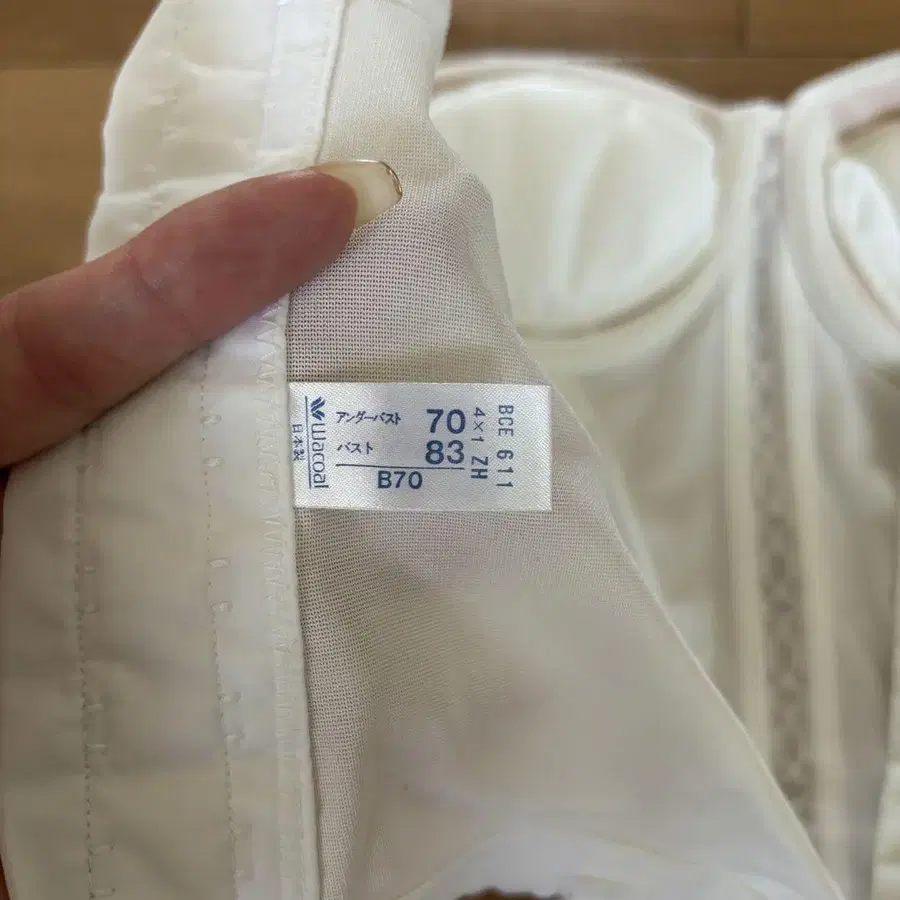 アンダーバスト 70
バスト 83
B70
Wacoal
日本製
BCE 611
4×1 ZH